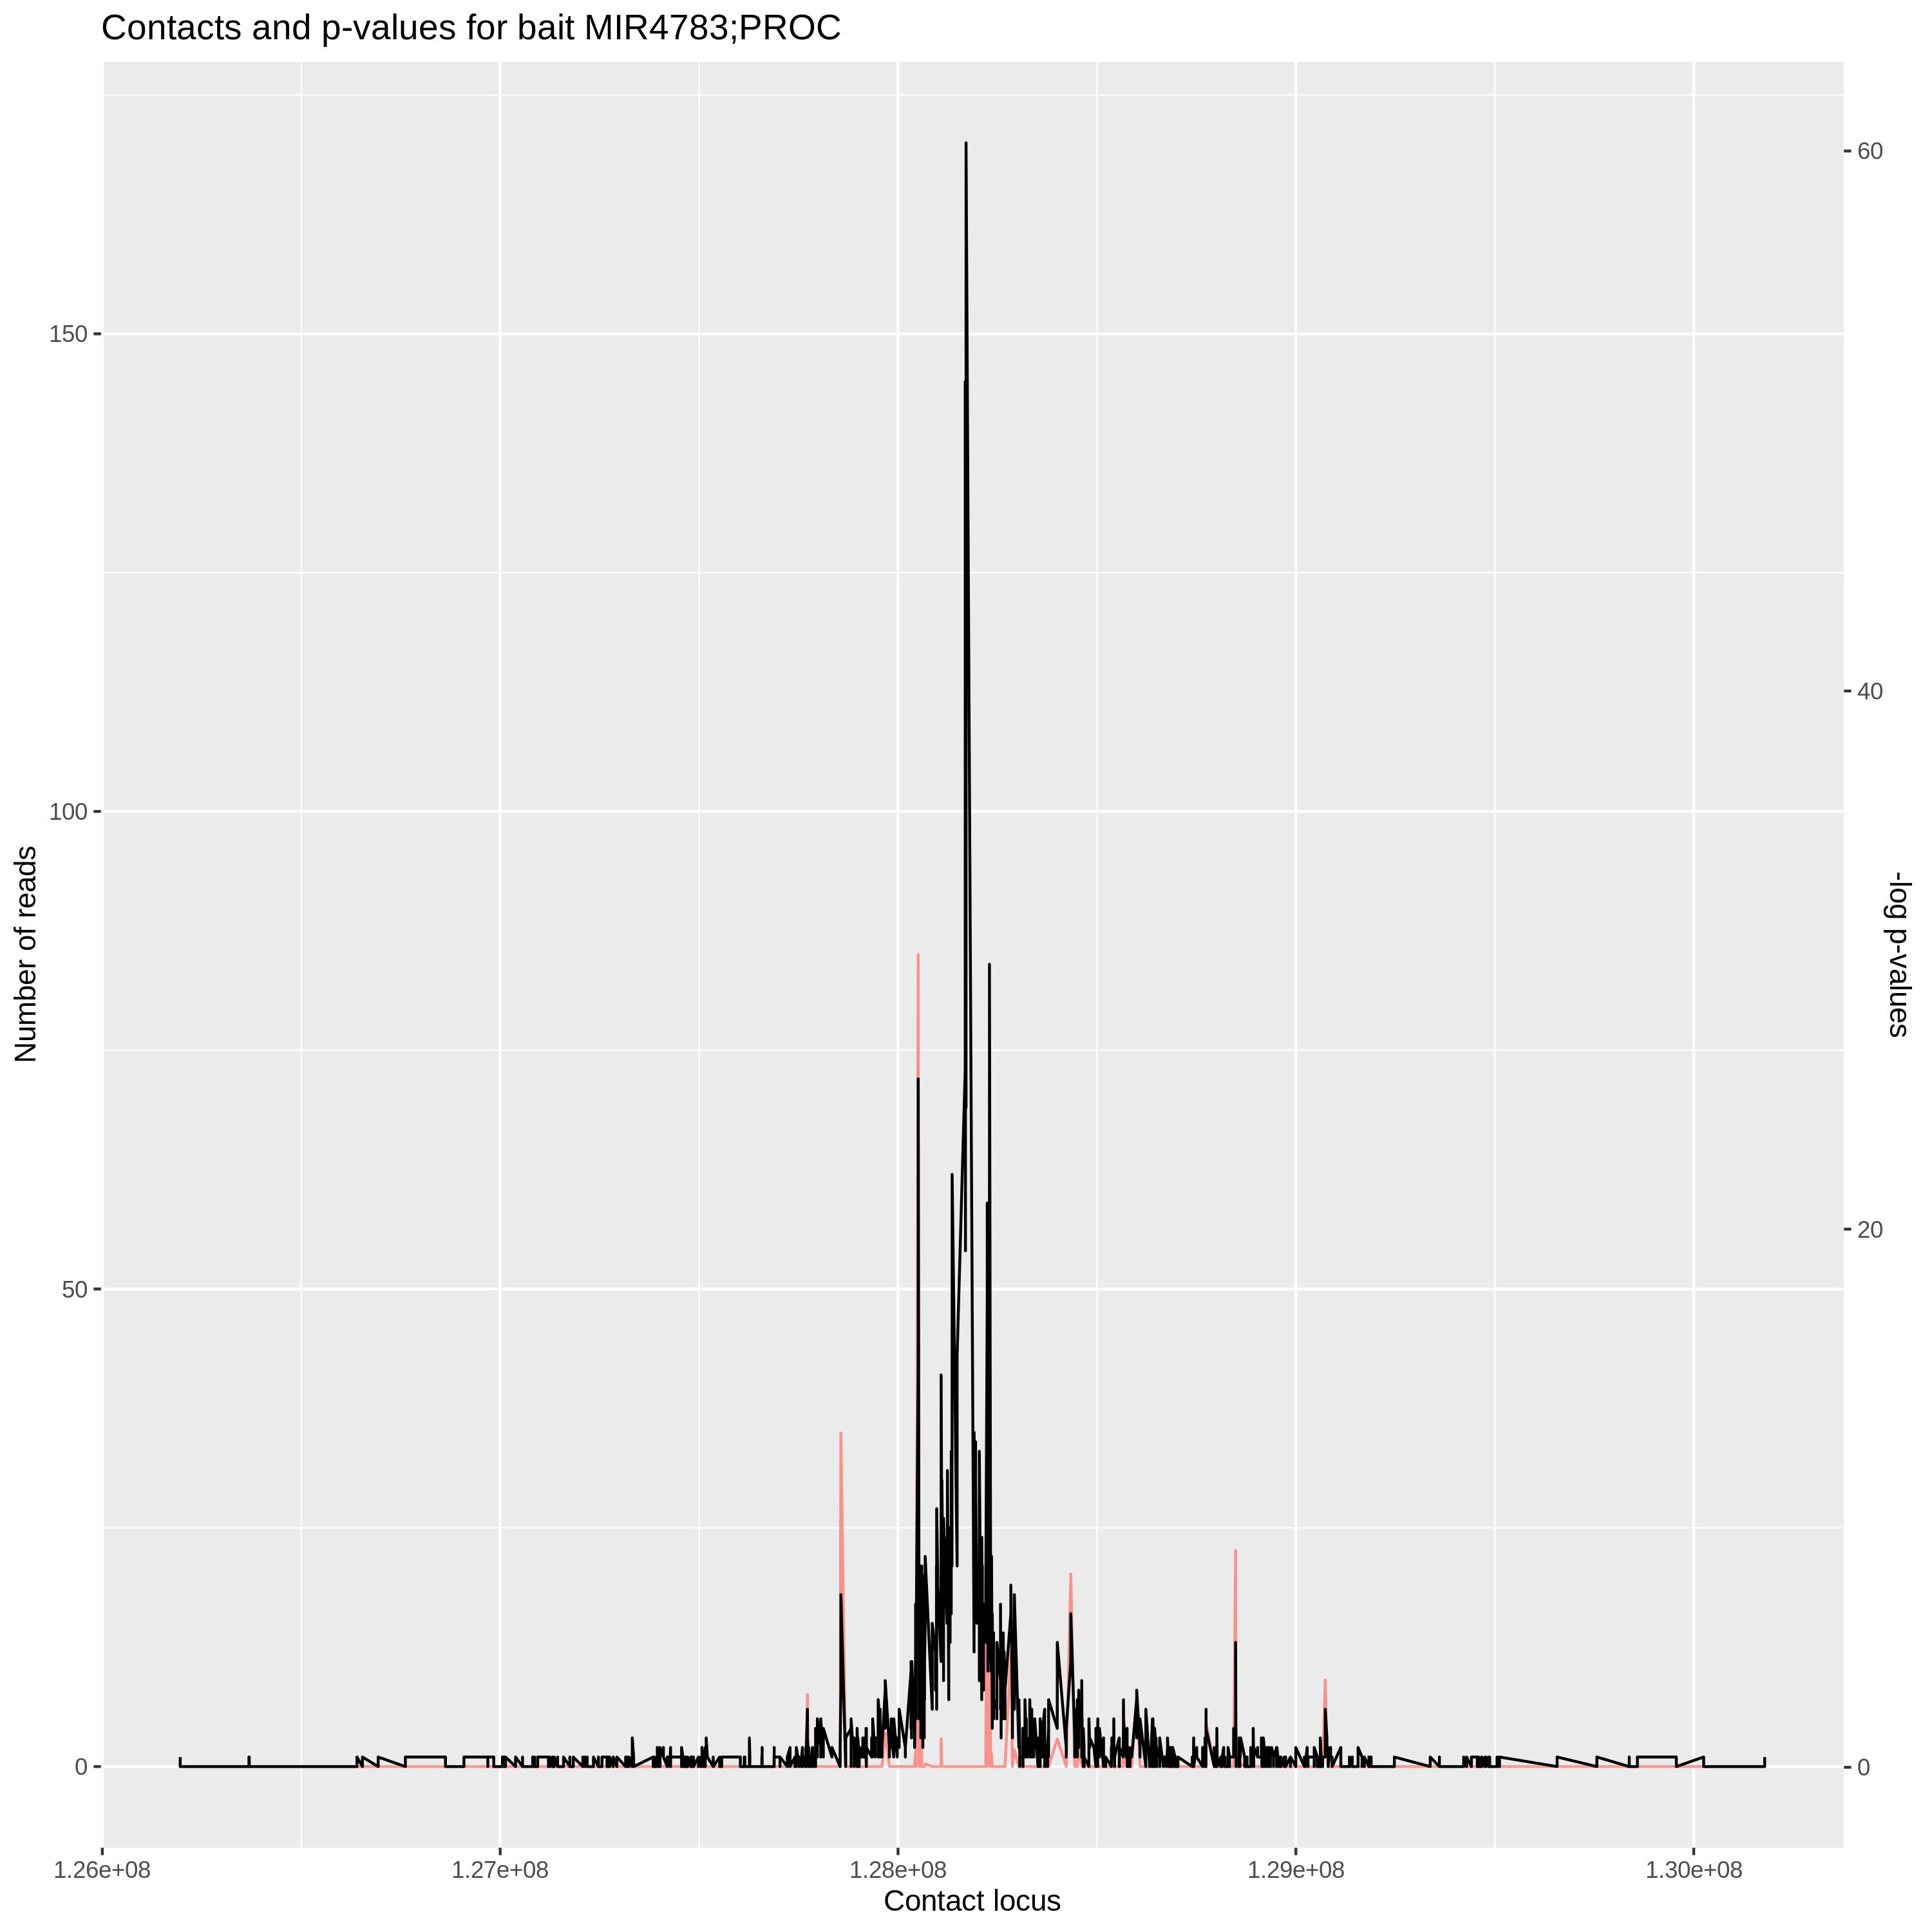 Contacts and p-values for bait MIR4783;PROC
150
100
50
0
60
40
20
0
Number of reads
-log p-values
1.26e+08
1.27e+08
1.28e+08
1.29e+08
1.30e+08
Contact locus